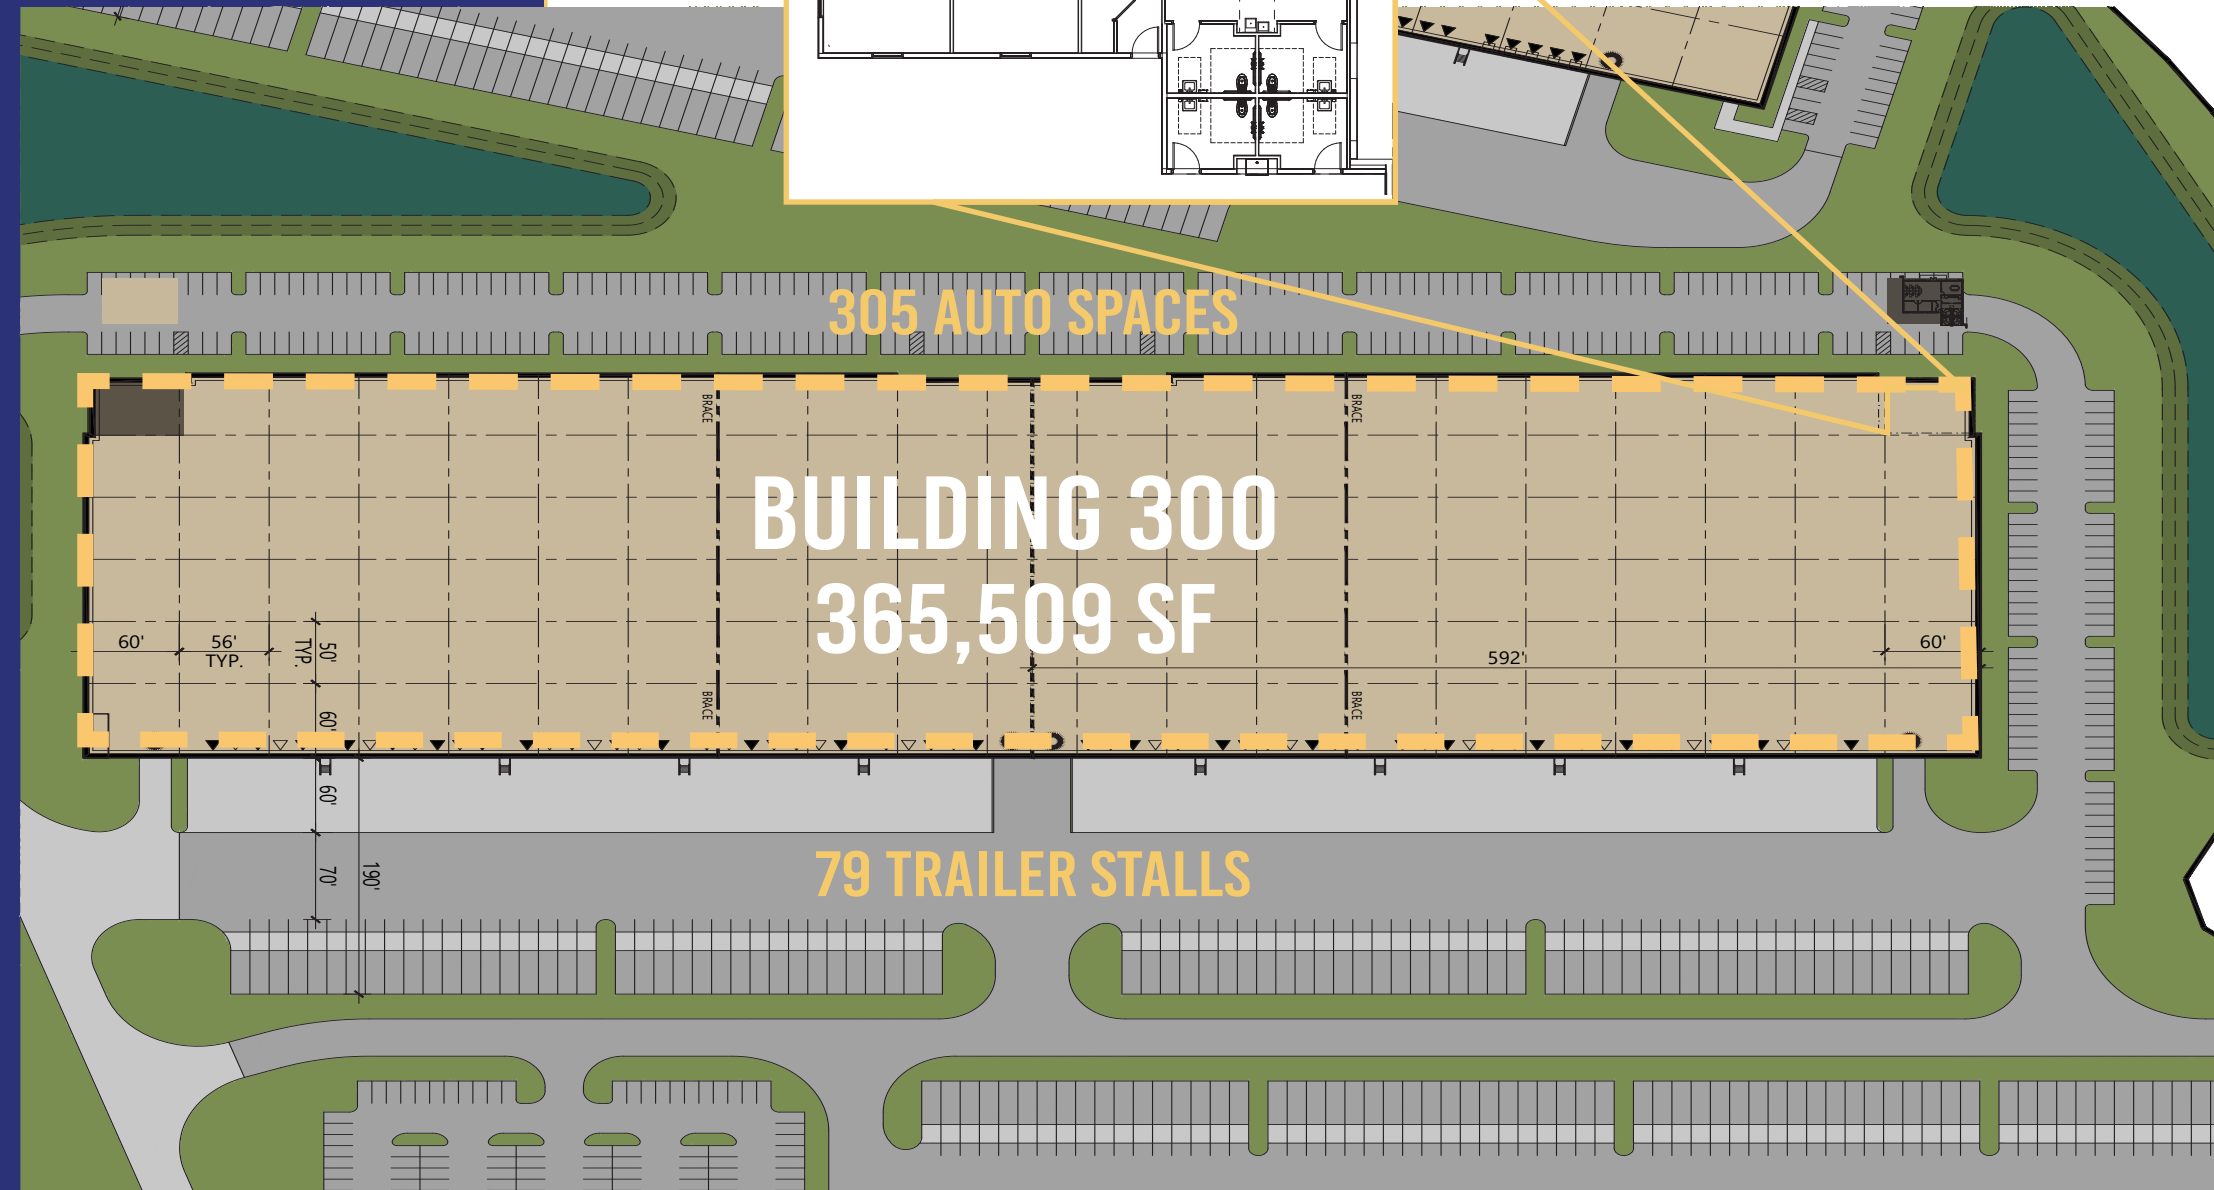 305 AUTO SPACES
BRACE
BRACE
BUILDING 300
365,509 SF
60'
56'
TYP.
50'
TYP.
592'
60'
60'
BRACE
BRACE
60'
79 TRAILER STALLS
70'
190'